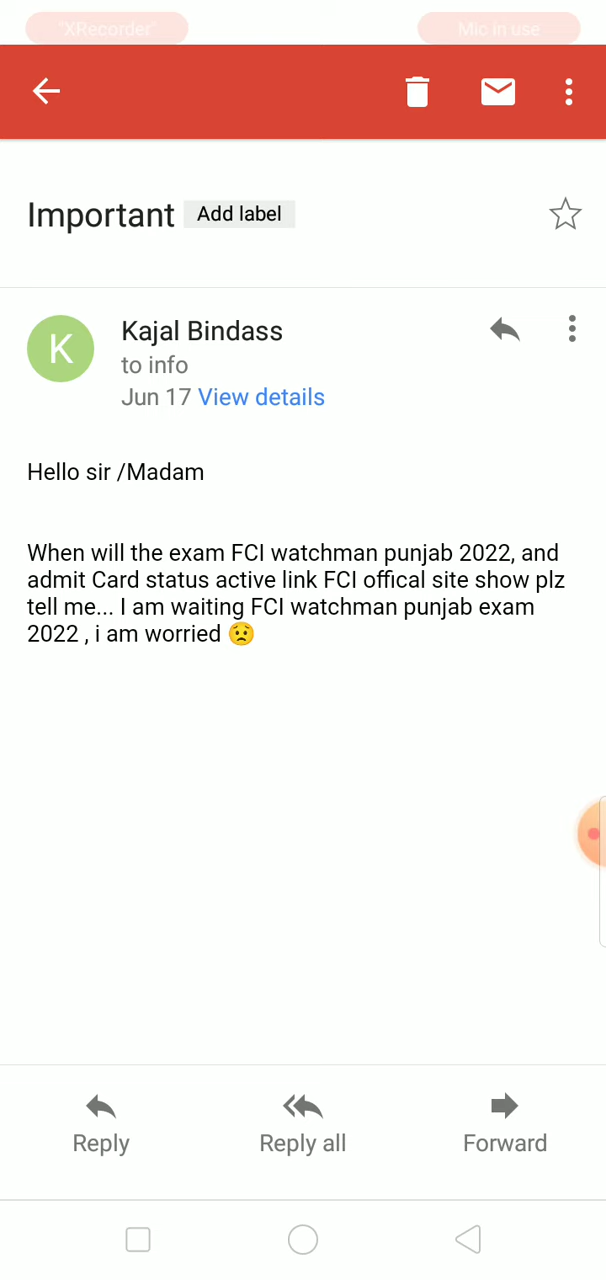 "XRecorder" Mic in use
Important Add label
K
Kajal Bindass
to info
Jun 17 View details
Hello sir /Madam
When will the exam FCI watchman punjab 2022, and
admit Card status active link FCI offical site show plz
tell me... I am waiting FCI watchman punjab exam
2022 , i am worried 😟
Reply Reply all Forward